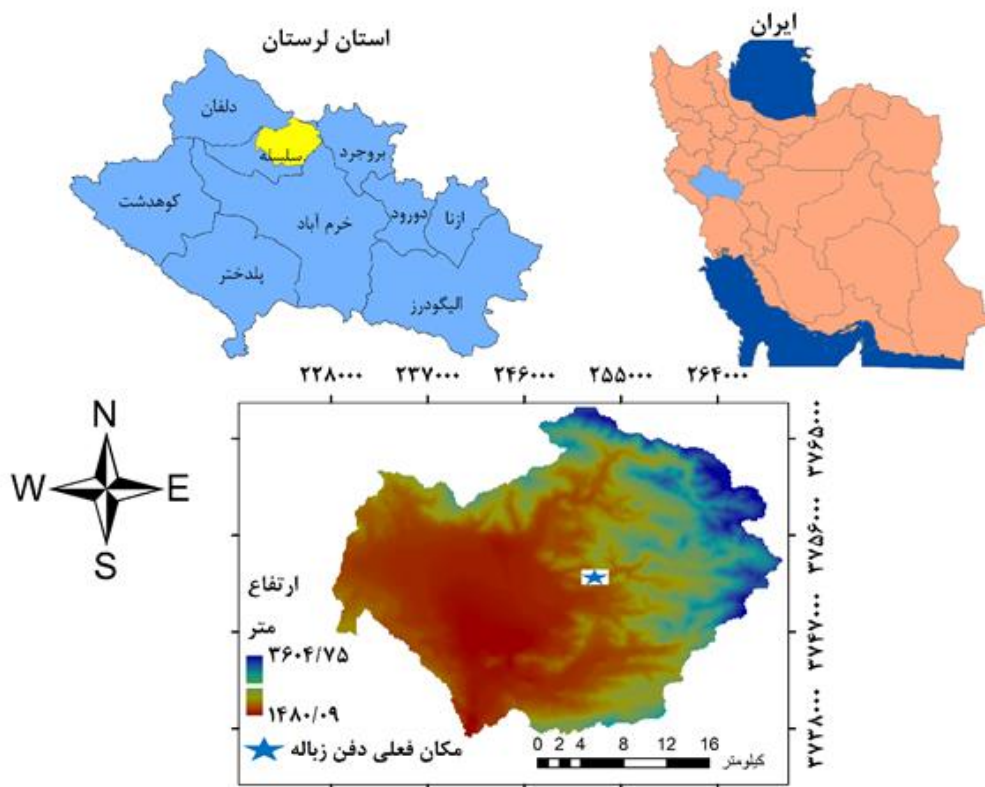 استان لرستان
ایران
دلفان
سلسله
بروجرد
کوهدشت
خرم آباد
دورود
ازنا
پلدختر
الیگودرز
۲۲۸۰۰۰ ۲۳۷۰۰۰ ۲۴۶۰۰۰ ۲۵۵۰۰۰ ۲۶۴۰۰۰
N
W E
S
۳۷۶۵۰۰۰
۳۷۵۶۰۰۰
۳۷۴۷۰۰۰
۳۷۳۸۰۰۰
ارتفاع
متر
۳۶۰۴/۷۵
۱۴۸۰/۰۹
مکان فعلی دفن زباله
0 2 4 8 12 16
کیلومتر